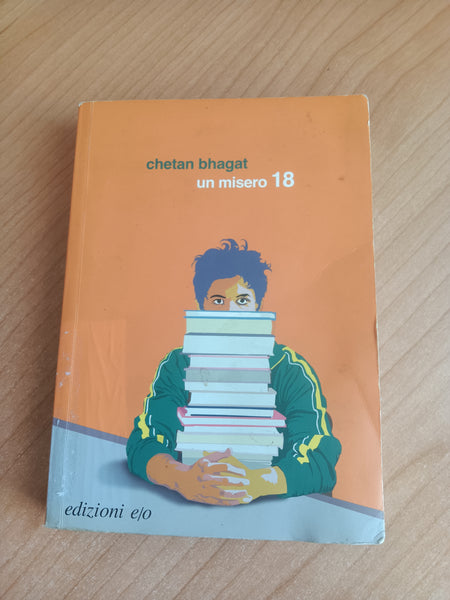 chetan bhagat
un misero 18
edizioni e/o